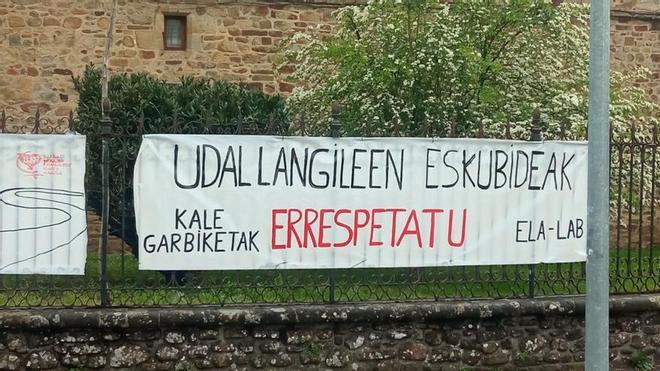 UDAL LANGILEEN ESKUBIDEAK
KALE
GARBIKETAK
ERRESPETATU
ELA-LAB